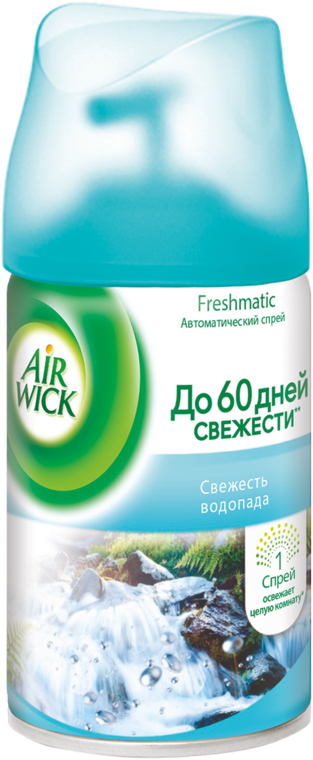 Freshmatic
Автоматический спрей
AIR
WICK
До 60 дней
СВЕЖЕСТИ**
Свежесть
водопада
1
Спрей
освежает
целую комнату*